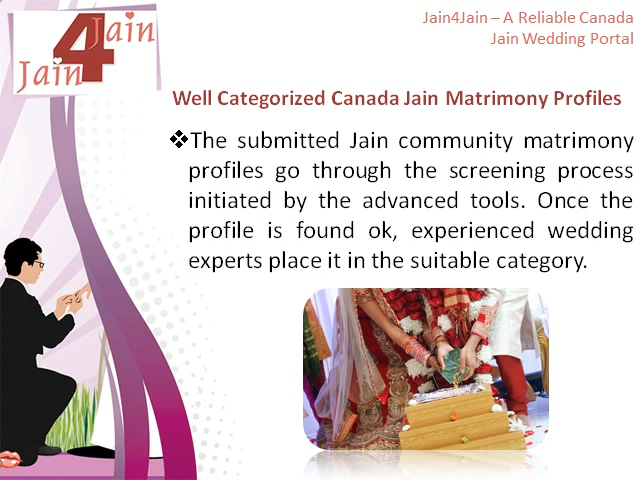 Jain4Jain – A Reliable Canada
Jain Wedding Portal
Jain 4 Jain
Well Categorized Canada Jain Matrimony Profiles
❖The submitted Jain community matrimony
profiles go through the screening process
initiated by the advanced tools. Once the
profile is found ok, experienced wedding
experts place it in the suitable category.